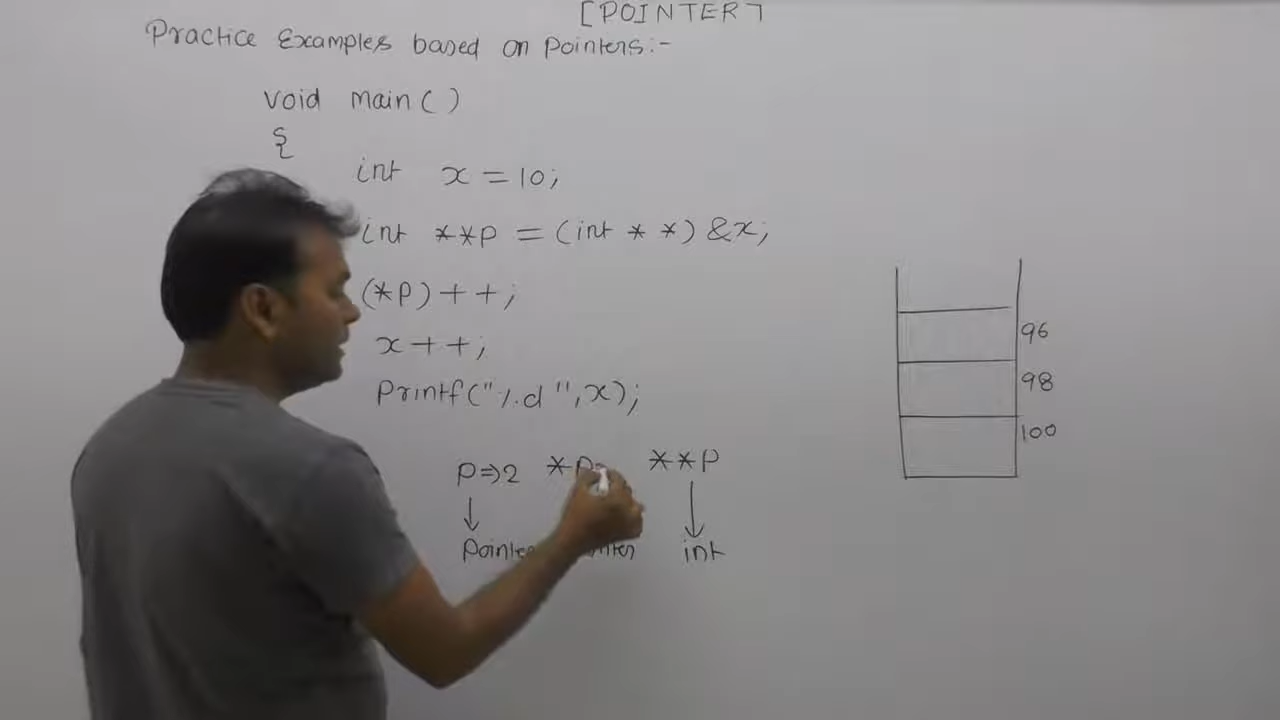 [POINTER]
Practice Examples based on Pointers:-
void main()
{
int x = 10;
int **p = (int * *) &x;
(*p)++;
x++;
Printf("%d", x);
p⇒2 *p **p
int
96
98
100